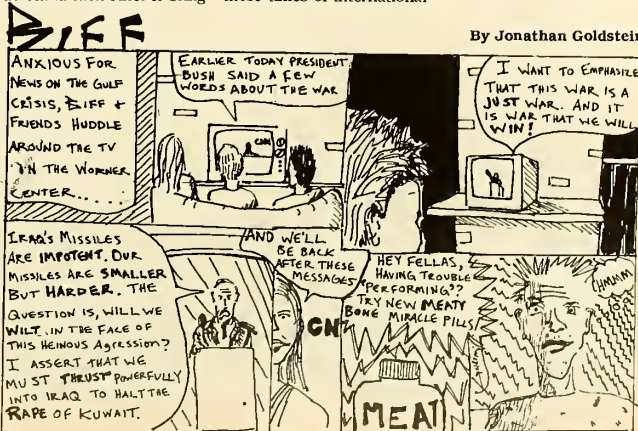 BIFF
By Jonathan Goldstein
ANXIOUS FOR
NEWS ON THE GULF
CRISIS, BIFF +
FRIENDS HUDDLE
AROUND THE TV
IN THE WORNER
CENTER.....
EARLIER TODAY PRESIDENT
BUSH SAID A FEW
WORDS ABOUT THE WAR
CNN
I WANT TO EMPHASIZE
THAT THIS WAR IS A
JUST WAR. AND IT
IS WAR THAT WE WILL
WIN!
IRAQ'S MISSILES
ARE IMPOTENT. OUR
MISSILES ARE SMALLER
BUT HARDER. THE
QUESTION IS, WILL WE
WILT IN THE FACE OF
THIS HEINOUS AGRESSION?
I ASSERT THAT WE
MUST THRUST POWERFULLY
INTO IRAQ TO HALT THE
RAPE OF KUWAIT.
AND WE'LL
BE BACK
AFTER THESE
MESSAGES
CN
HEY FELLAS,
HAVING TROUBLE
"PERFORMING"??
TRY NEW MEATY
BONE MIRACLE PILLS!
MEAT
HMMM